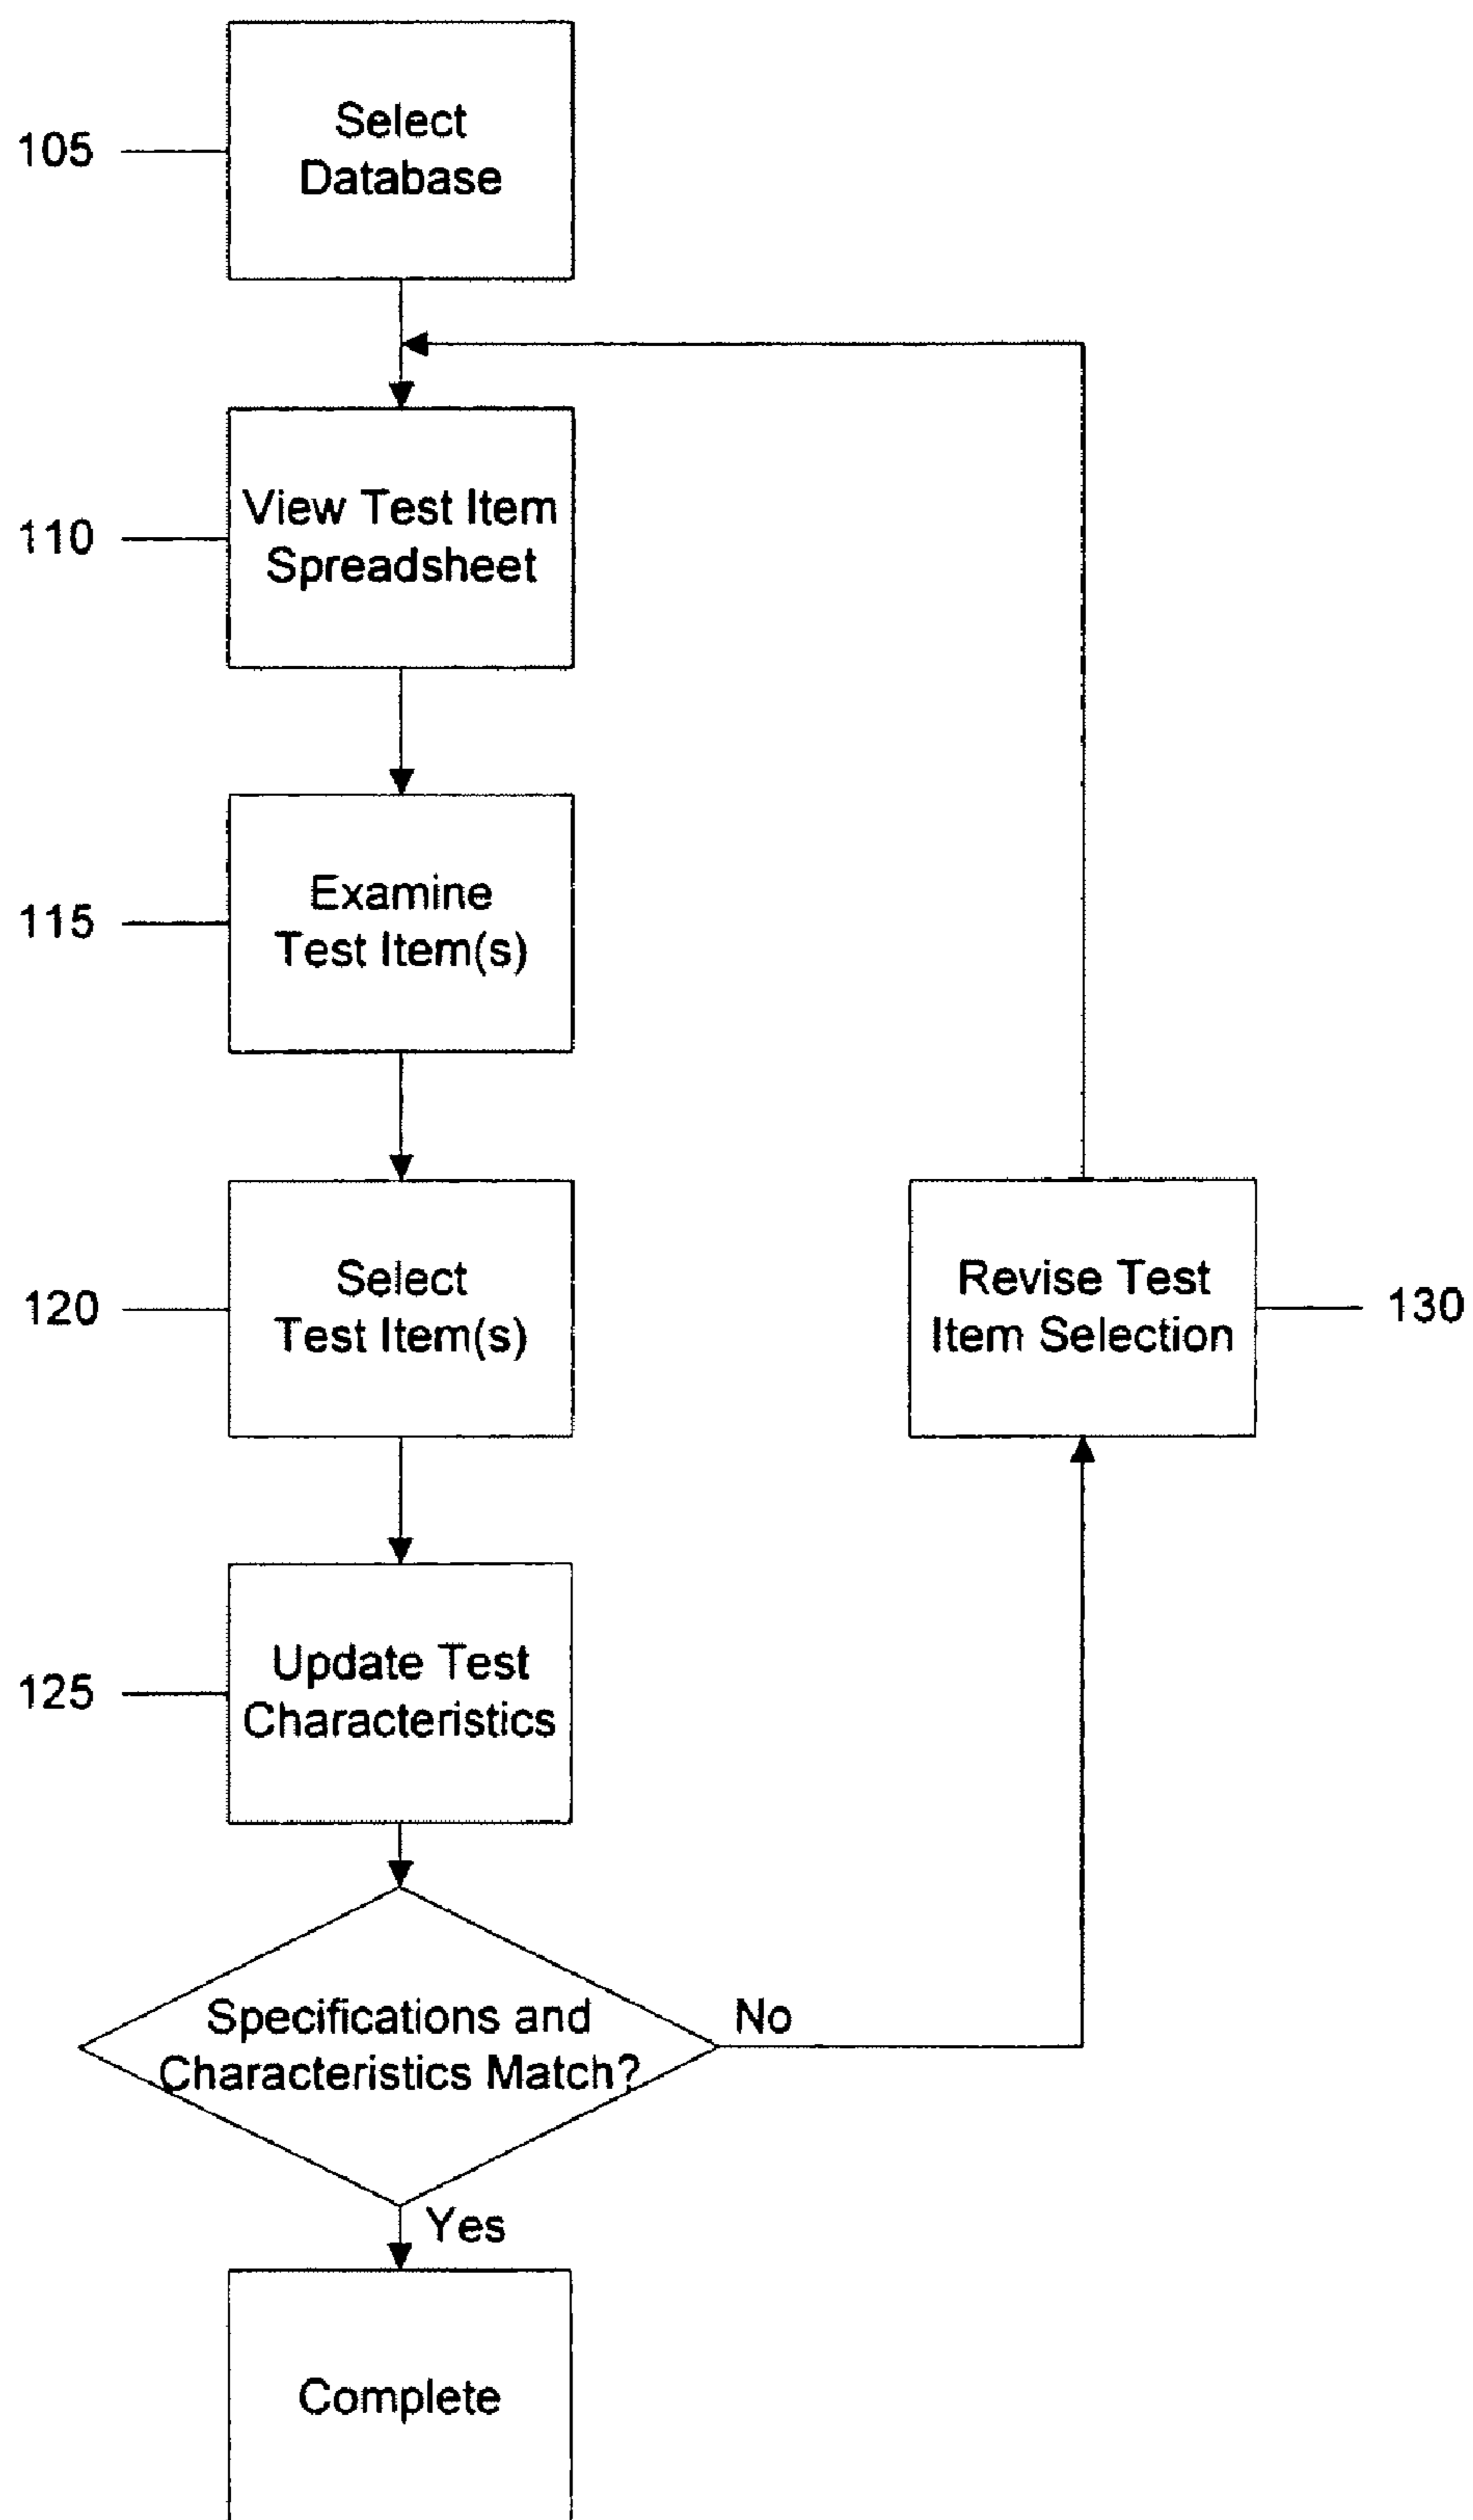 105
Select
Database
110
View Test Item
Spreadsheet
115
Examine
Test Item(s)
120
Select
Test Item(s)
Revise Test
Item Selection
130
125
Update Test
Characteristics
Specifications and
Characteristics Match?
No
Yes
Complete